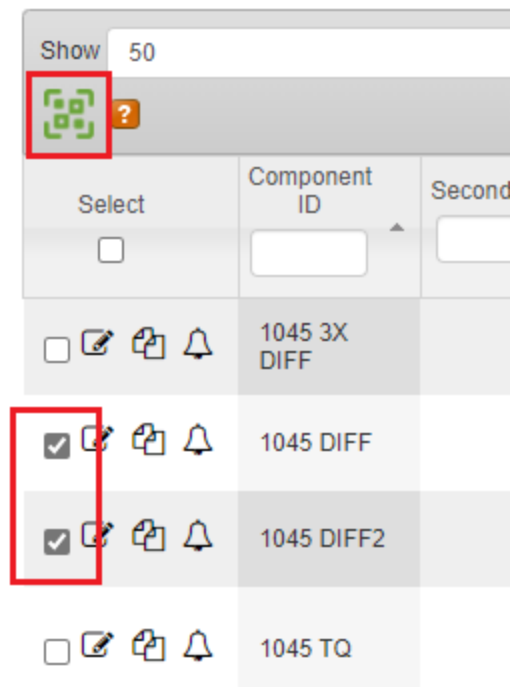 Show 50
?
Select
Component
ID
Second
1045 3X
DIFF
1045 DIFF
1045 DIFF2
1045 TQ